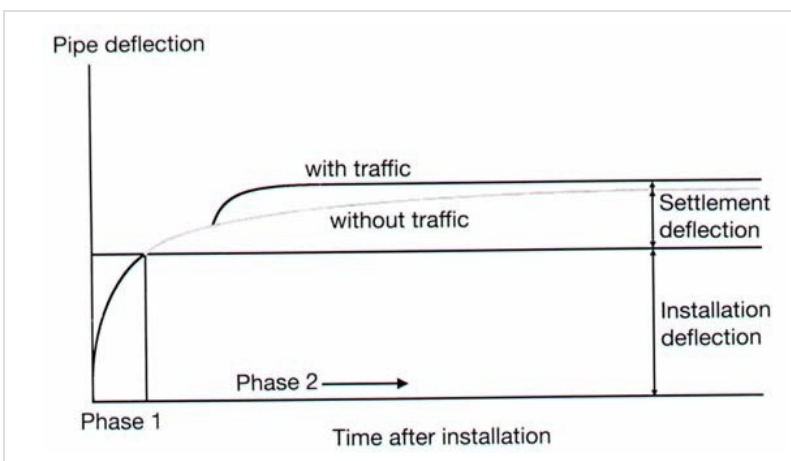 Pipe deflection
with traffic
without traffic
Settlement
deflection
Installation
deflection
Phase 2
Phase 1
Time after installation